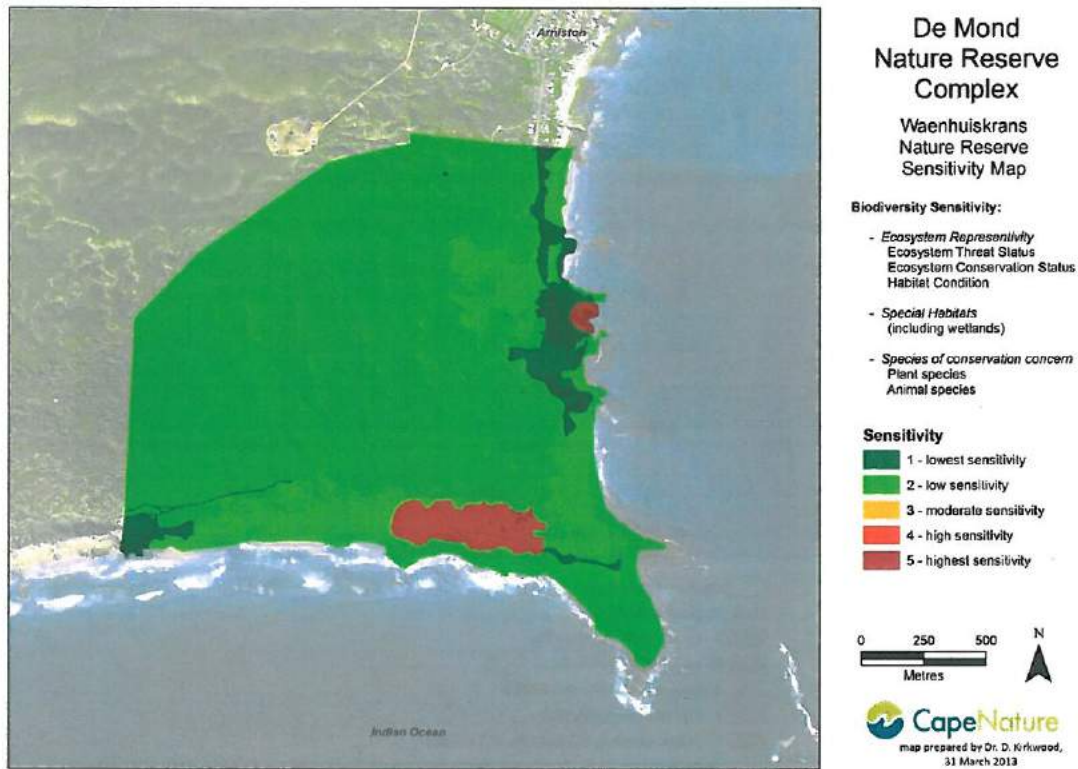 Arniston
Indian Ocean
De Mond
Nature Reserve
Complex
Waenhuiskrans
Nature Reserve
Sensitivity Map
Biodiversity Sensitivity:
- Ecosystem Representivity
Ecosystem Threat Status
Ecosystem Conservation Status
Habitat Condition
- Special Habitats
(including wetlands)
- Species of conservation concern
Plant species
Animal species
Sensitivity
1 - lowest sensitivity
2 - low sensitivity
3 - moderate sensitivity
4 - high sensitivity
5 - highest sensitivity
0 250 500
Metres
N
CapeNature
map prepared by Dr. D. Kirkwood,
31 March 2013